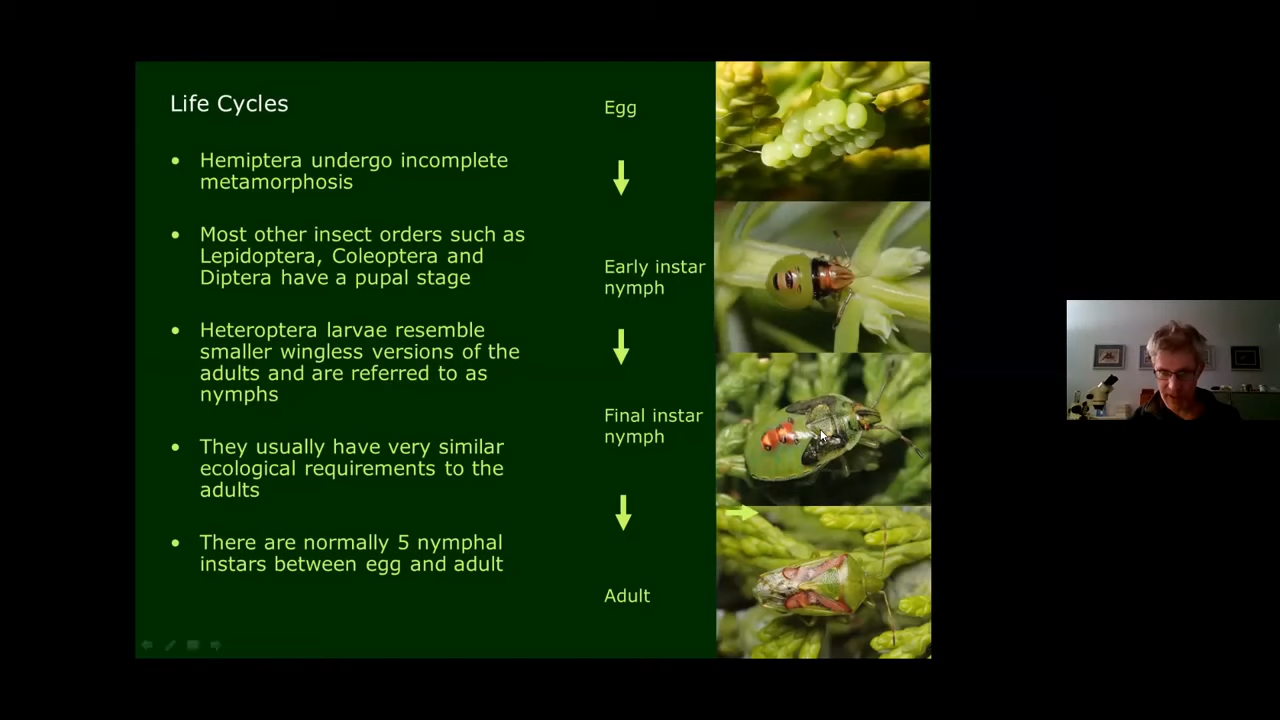 Life Cycles
• Hemiptera undergo incomplete
metamorphosis
• Most other insect orders such as
Lepidoptera, Coleoptera and
Diptera have a pupal stage
• Heteroptera larvae resemble
smaller wingless versions of the
adults and are referred to as
nymphs
• They usually have very similar
ecological requirements to the
adults
• There are normally 5 nymphal
instars between egg and adult
Egg
Early instar
nymph
Final instar
nymph
Adult